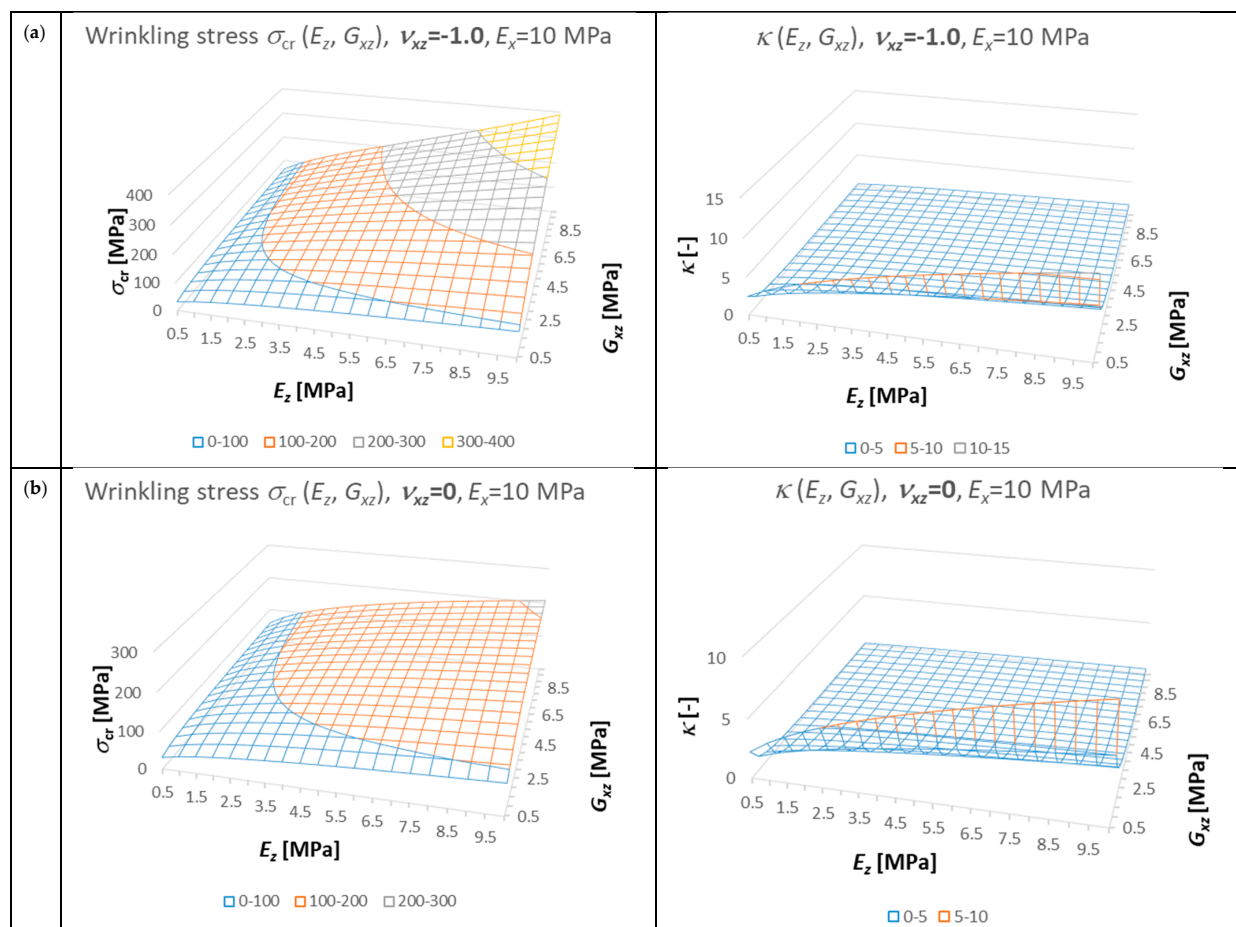 (a)
Wrinkling stress σcr (Ez, Gxz), νxz=-1.0, Ex=10 MPa
400
300
200
100
0
σcr [MPa]
0.5 1.5 2.5 3.5 4.5 5.5 6.5 7.5 8.5 9.5
Ez [MPa]
0.5
2.5
4.5
6.5
8.5
Gxz [MPa]
0-100 100-200 200-300 300-400
κ (Ez, Gxz), νxz=-1.0, Ex=10 MPa
15
10
5
0
κ [-]
0.5 1.5 2.5 3.5 4.5 5.5 6.5 7.5 8.5 9.5
Ez [MPa]
0.5
2.5
4.5
6.5
8.5
Gxz [MPa]
0-5 5-10 10-15
(b)
Wrinkling stress σcr (Ez, Gxz), νxz=0, Ex=10 MPa
300
200
100
0
σcr [MPa]
0.5 1.5 2.5 3.5 4.5 5.5 6.5 7.5 8.5 9.5
Ez [MPa]
0.5
2.5
4.5
6.5
8.5
Gxz [MPa]
0-100 100-200 200-300
κ (Ez, Gxz), νxz=0, Ex=10 MPa
10
5
0
κ [-]
0.5 1.5 2.5 3.5 4.5 5.5 6.5 7.5 8.5 9.5
Ez [MPa]
0.5
2.5
4.5
6.5
8.5
Gxz [MPa]
0-5 5-10